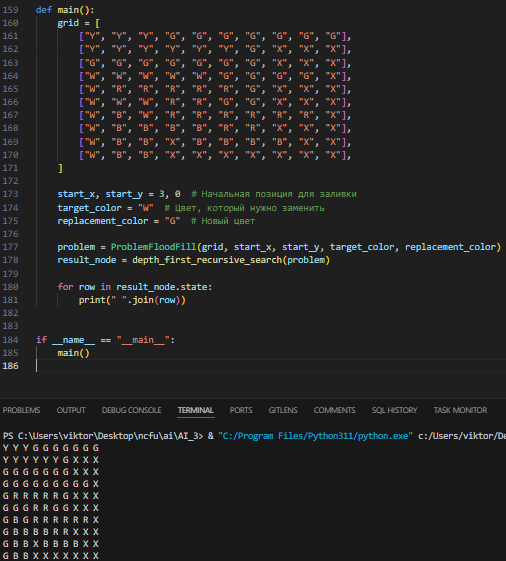 159 def main():
160 grid = [
161 ["Y", "Y", "Y", "G", "G", "G", "G", "G", "G", "G"],
162 ["Y", "Y", "Y", "Y", "Y", "Y", "G", "X", "X", "X"],
163 ["G", "G", "G", "G", "G", "G", "G", "X", "X", "X"],
164 ["W", "W", "W", "W", "W", "G", "G", "G", "G", "X"],
165 ["W", "R", "R", "R", "R", "R", "G", "X", "X", "X"],
166 ["W", "W", "W", "R", "R", "G", "G", "X", "X", "X"],
167 ["W", "B", "W", "R", "R", "R", "R", "R", "R", "X"],
168 ["W", "B", "B", "B", "B", "R", "R", "X", "X", "X"],
169 ["W", "B", "B", "X", "B", "B", "B", "B", "X", "X"],
170 ["W", "B", "B", "X", "X", "X", "X", "X", "X", "X"],
171 ]
172
173 start_x, start_y = 3, 0 # Начальная позиция для заливки
174 target_color = "W" # Цвет, который нужно заменить
175 replacement_color = "G" # Новый цвет
176
177 problem = ProblemFloodFill(grid, start_x, start_y, target_color, replacement_color)
178 result_node = depth_first_recursive_search(problem)
179
180 for row in result_node.state:
181 print(" ".join(row))
182
183
184 if __name__ == "__main__":
185 main()
186
PROBLEMS OUTPUT DEBUG CONSOLE TERMINAL PORTS GITLENS COMMENTS SQL HISTORY TASK MONITOR
PS C:\Users\viktor\Desktop\ncfu\ai\AI_3> & "C:/Program Files/Python311/python.exe" c:/Users/viktor/De
Y Y Y G G G G G G G
Y Y Y Y Y Y G X X X
G G G G G G G X X X
G G G G G G G G G X
G R R R R R G X X X
G G G R R G G X X X
G B G R R R R R R X
G B B B B R R X X X
G B B X B B B B X X
G B B X X X X X X X